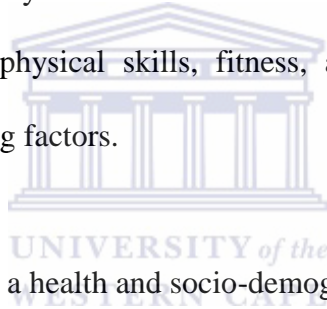 physical skills, fitness,
g factors.
UNIVERSITY of the
a health and socio-demog
WESTERN CAPE